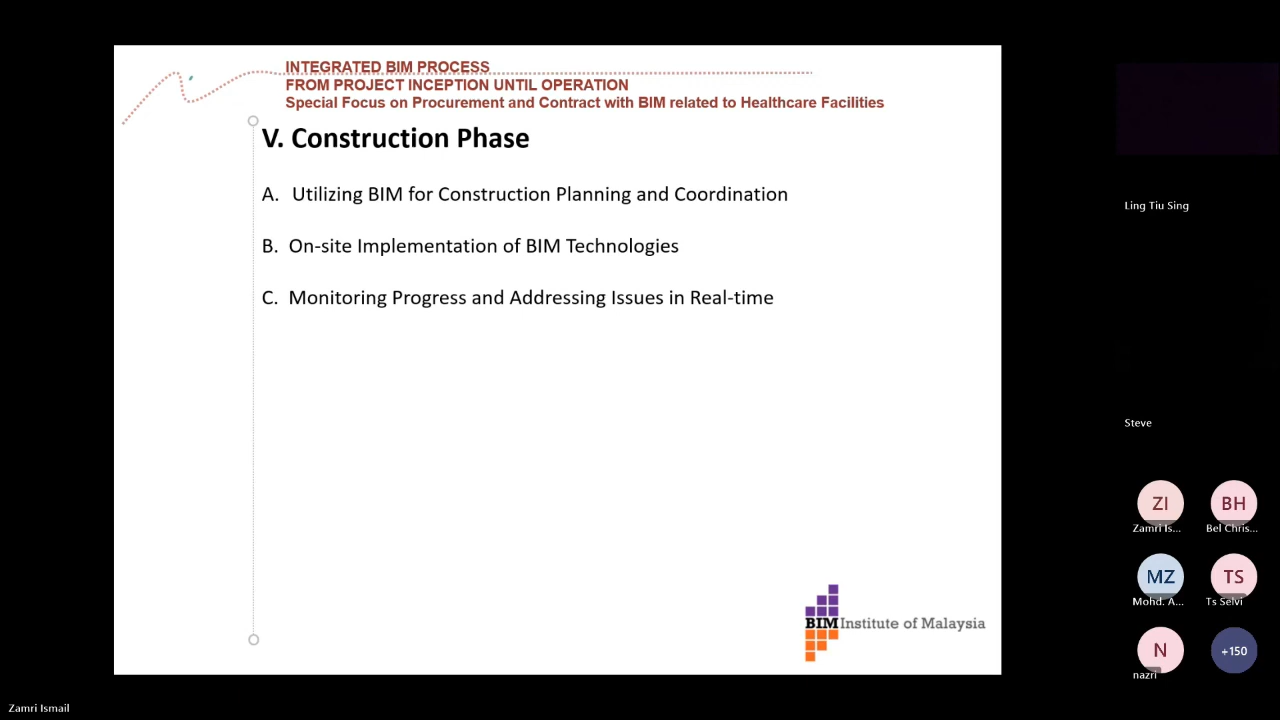 INTEGRATED BIM PROCESS
FROM PROJECT INCEPTION UNTIL OPERATION
Special Focus on Procurement and Contract with BIM related to Healthcare Facilities
V. Construction Phase
A. Utilizing BIM for Construction Planning and Coordination
B. On-site Implementation of BIM Technologies
C. Monitoring Progress and Addressing Issues in Real-time
BIM Institute of Malaysia
Ling Tiu Sing
Steve
ZI
BH
Zamri Is...
Bel Chris...
MZ
TS
Mohd. A...
Ts Selvi
N
+150
nazri
Zamri Ismail